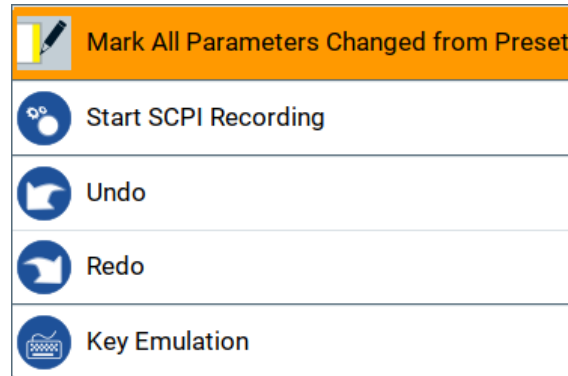 Mark All Parameters Changed from Preset
Start SCPI Recording
Undo
Redo
Key Emulation